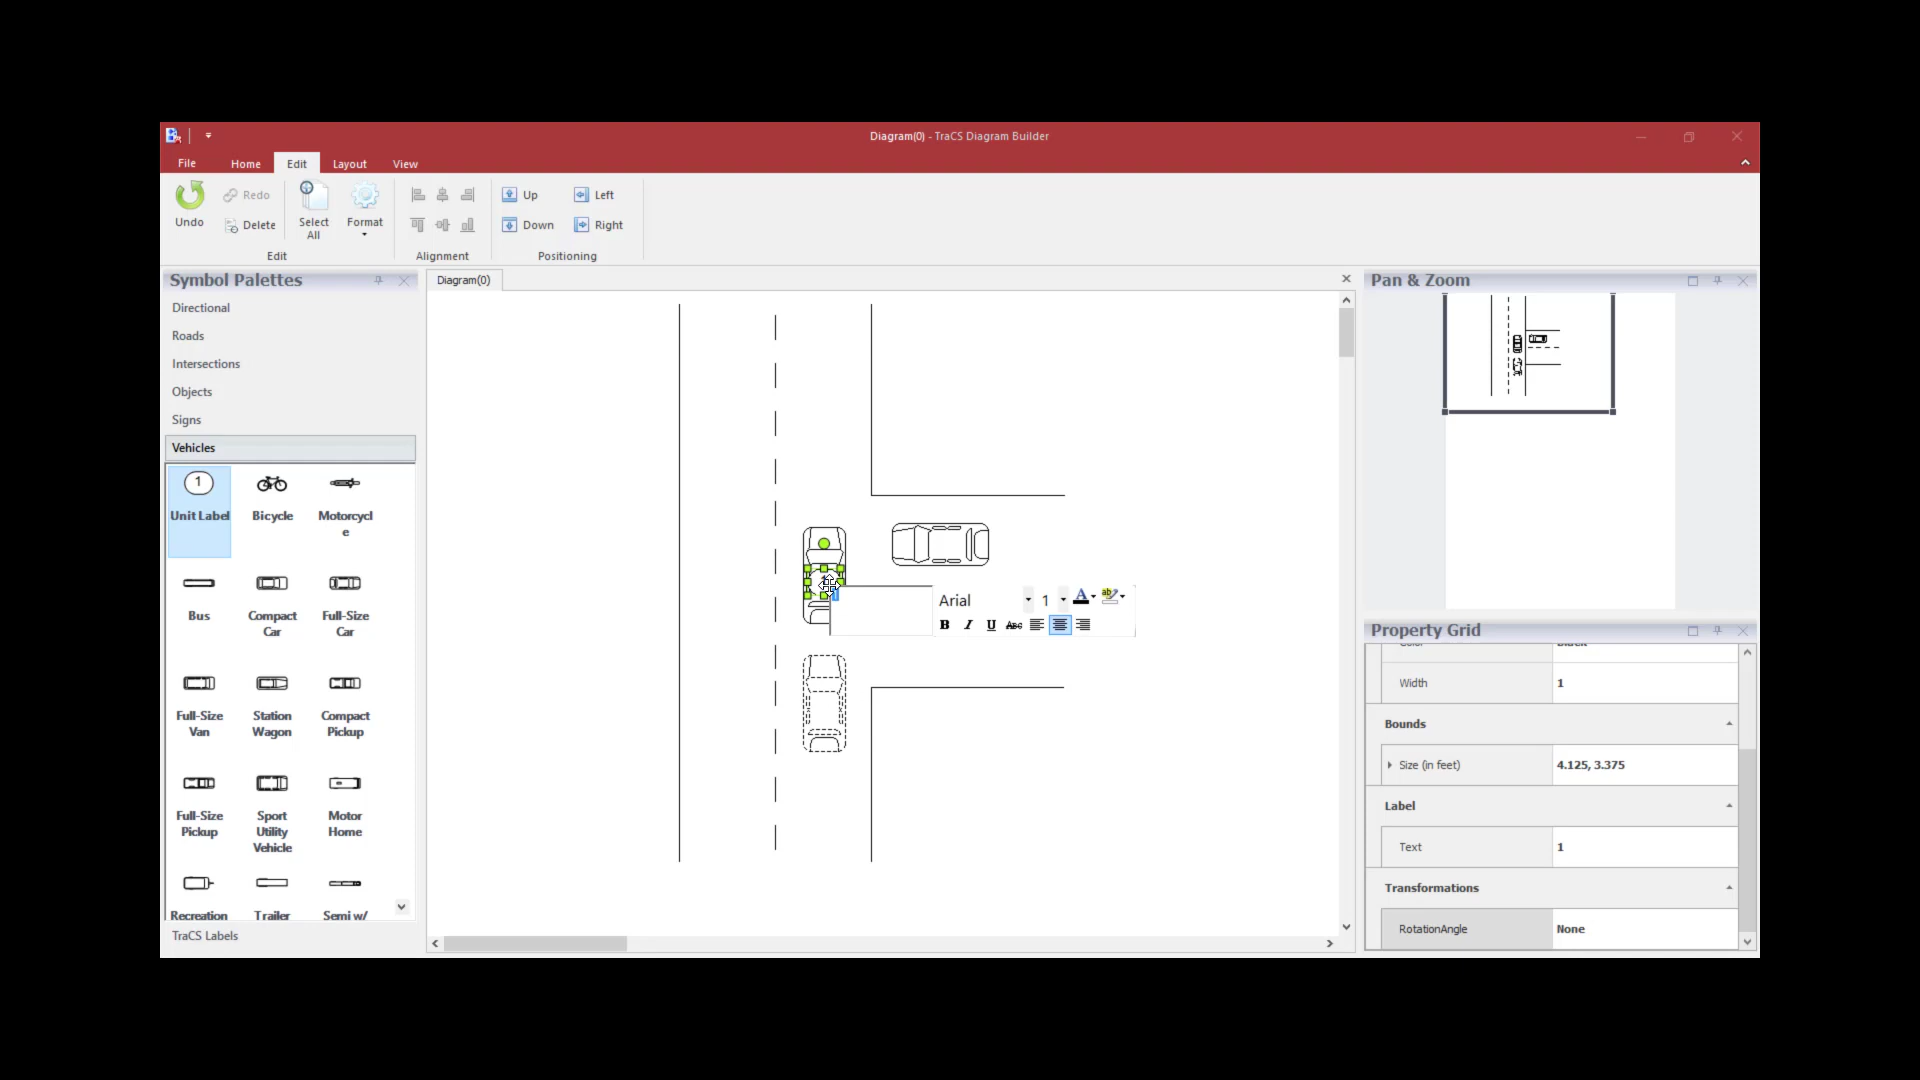 Diagram(0) - TraCS Diagram Builder
File Home Edit Layout View
Undo
Redo
Delete
Select
All
Format
Up
Down
Left
Right
Edit Alignment Positioning
Symbol Palettes
Directional
Roads
Intersections
Objects
Signs
Vehicles
1
Unit Label Bicycle Motorcycl
e
Bus Compact
Car Full-Size
Car
Full-Size
Van Station
Wagon Compact
Pickup
Full-Size
Pickup Sport
Utility
Vehicle Motor
Home
Recreation Trailer Semi w/
TraCS Labels
Diagram(0)
Arial 1 A ab
B I U Abc
Pan & Zoom
Property Grid
Width 1
Bounds
Size (in feet) 4.125, 3.375
Label
Text 1
Transformations
RotationAngle None